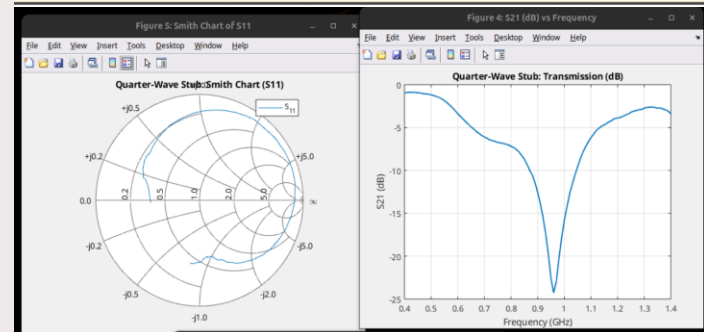 Figure 5: Smith Chart of S11
File Edit View Insert Tools Desktop Window Help
Quarter-Wave Stub: Smith Chart (S11)
S11
+j0.5
+j0.2
0.0
-j0.2
-j0.5
-j1.0
-j2.0
-j5.0
∞
+j5.0
0.2
0.5
1.0
2.0
5.0
Figure 4: S21 (dB) vs Frequency
File Edit View Insert Tools Desktop Window Help
Quarter-Wave Stub: Transmission (dB)
S21 (dB)
0
-5
-10
-15
-20
-25
0.4 0.5 0.6 0.7 0.8 0.9 1 1.1 1.2 1.3 1.4
Frequency (GHz)